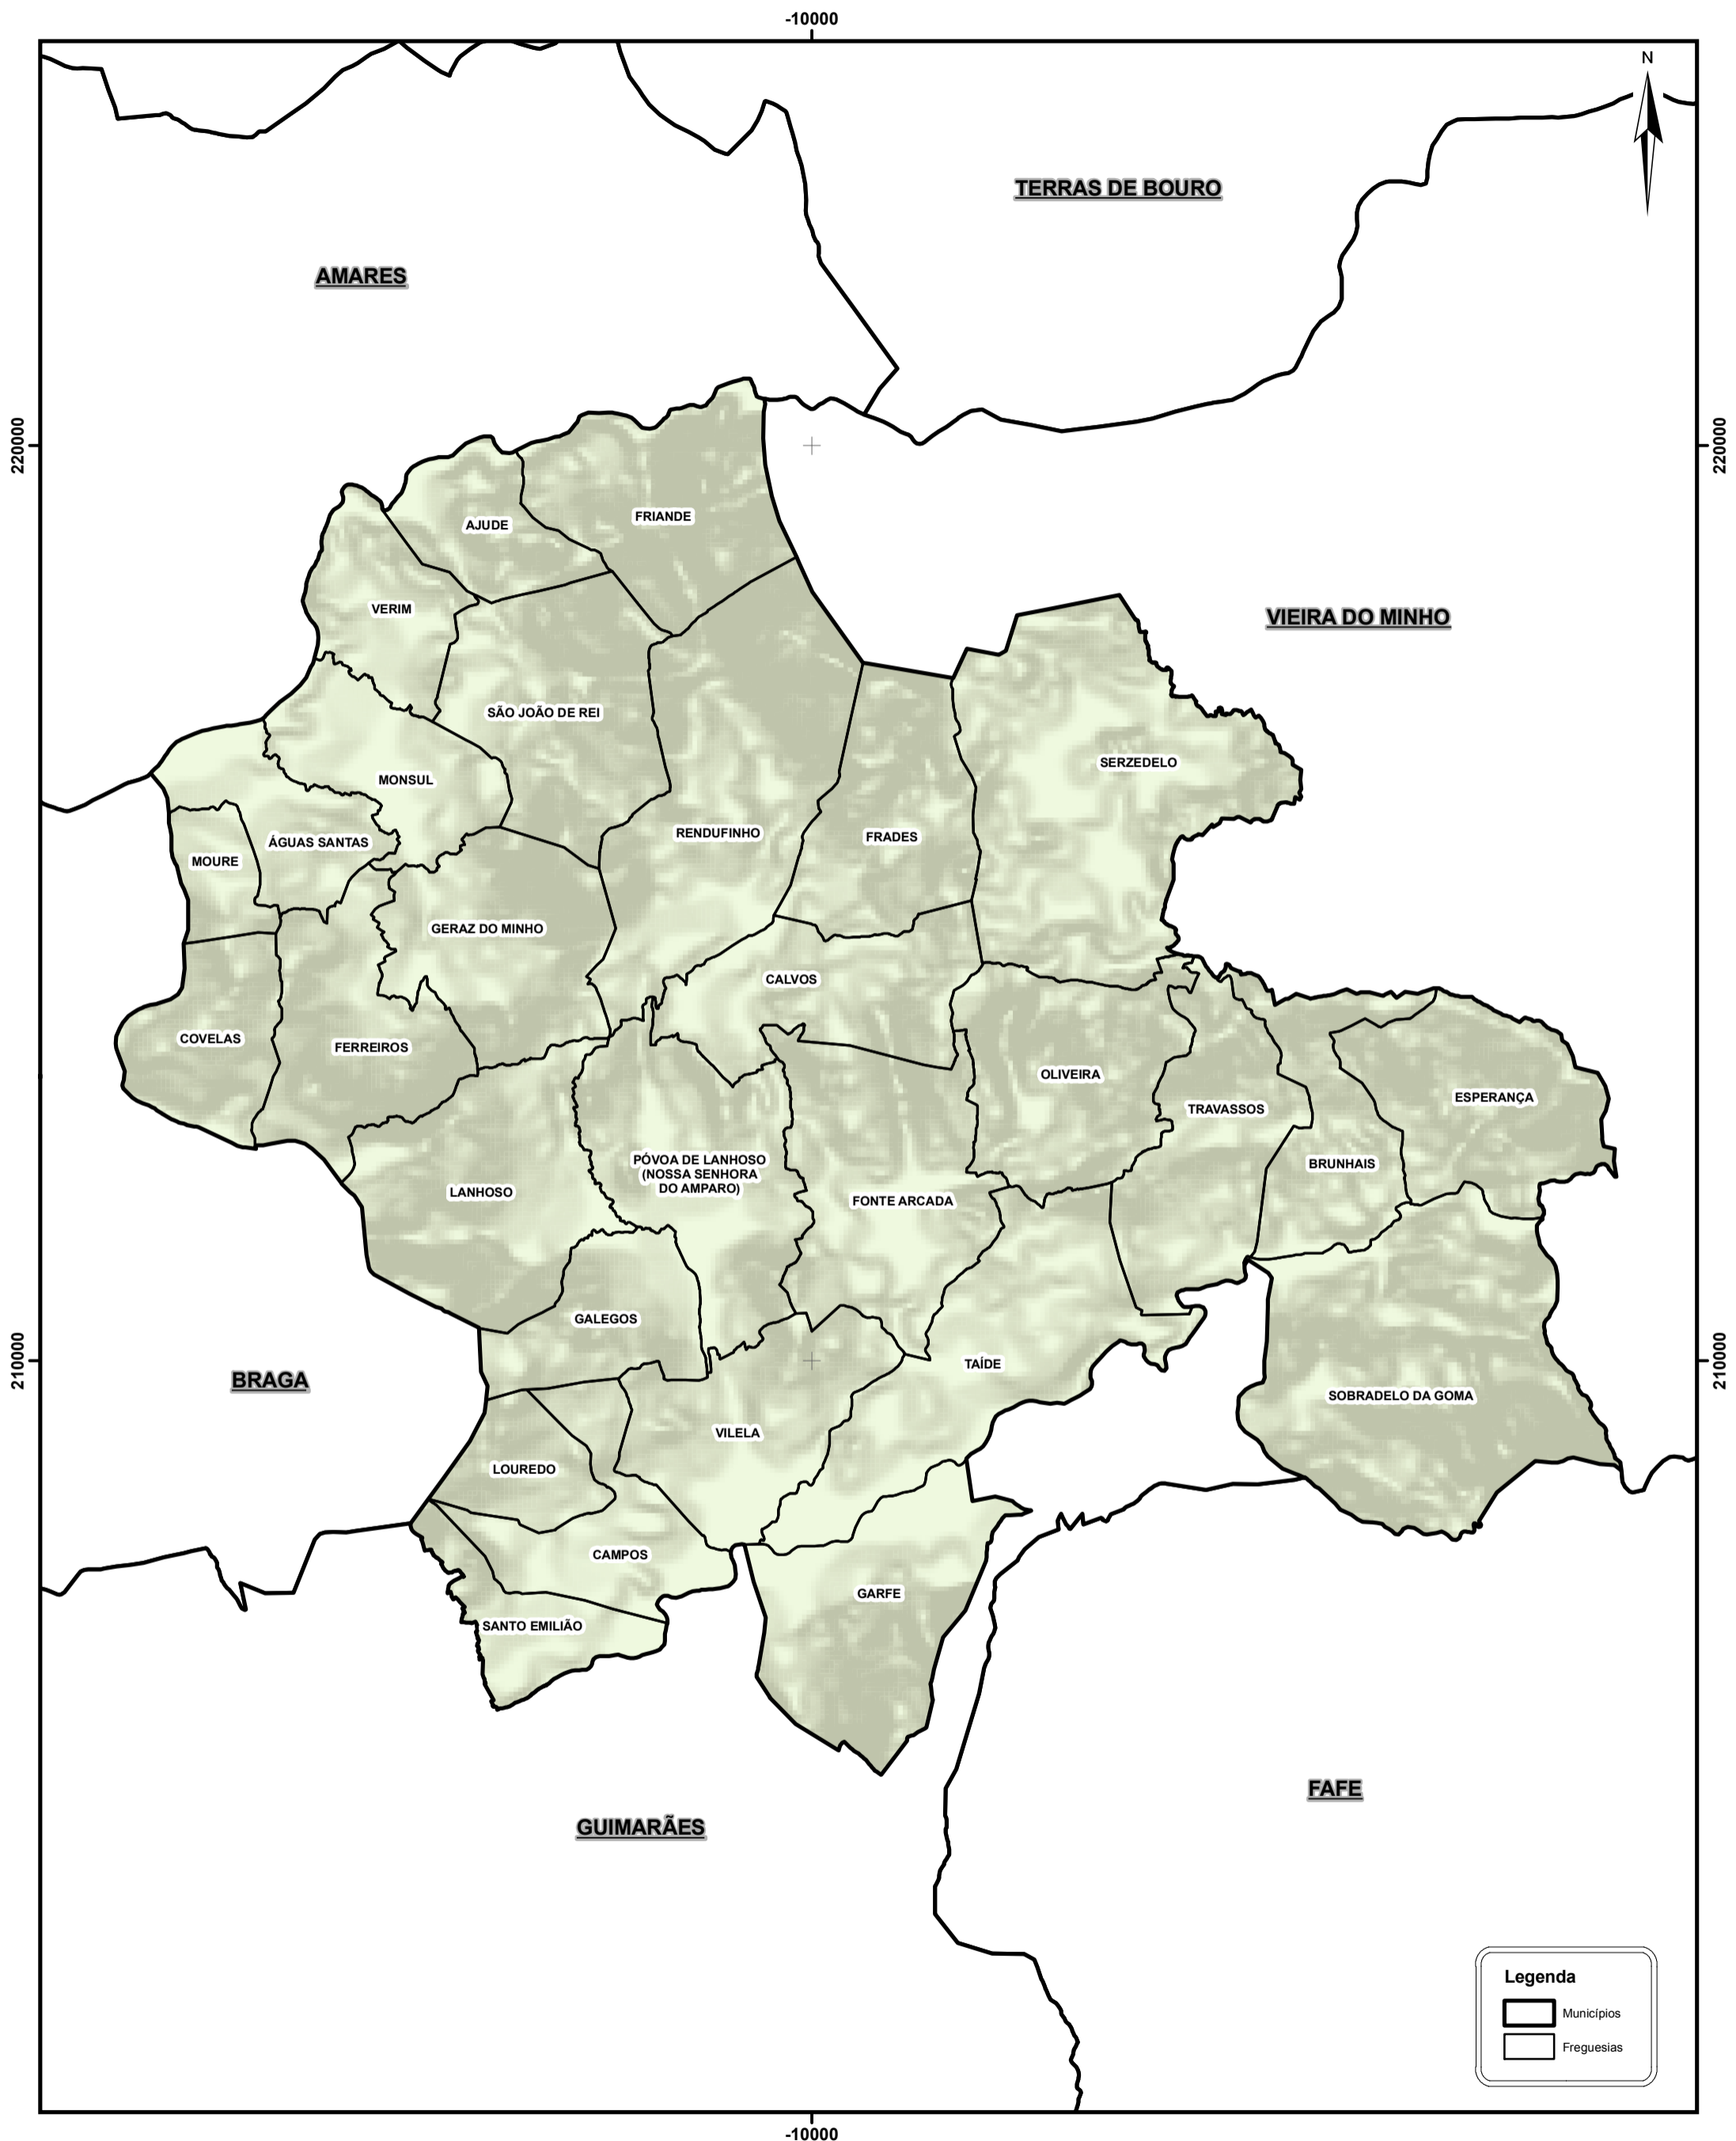 -10000
N
TERRAS DE BOURO
AMARES
220000
220000
FRIANDE
AJUDE
VERIM
VIEIRA DO MINHO
SÃO JOÃO DE REI
SERZEDELO
MONSUL
RENDUFINHO
FRADES
ÁGUAS SANTAS
MOURE
GERAZ DO MINHO
CALVOS
COVELAS
FERREIROS
OLIVEIRA
ESPERANÇA
TRAVASSOS
PÓVOA DE LANHOSO
(NOSSA SENHORA
DO AMPARO)
BRUNHAIS
LANHOSO
FONTE ARCADA
GALEGOS
210000
210000
TAÍDE
BRAGA
SOBRADELO DA GOMA
VILELA
LOUREDO
CAMPOS
GARFE
SANTO EMILIÃO
FAFE
GUIMARÃES
Legenda
Municípios
Freguesias
-10000